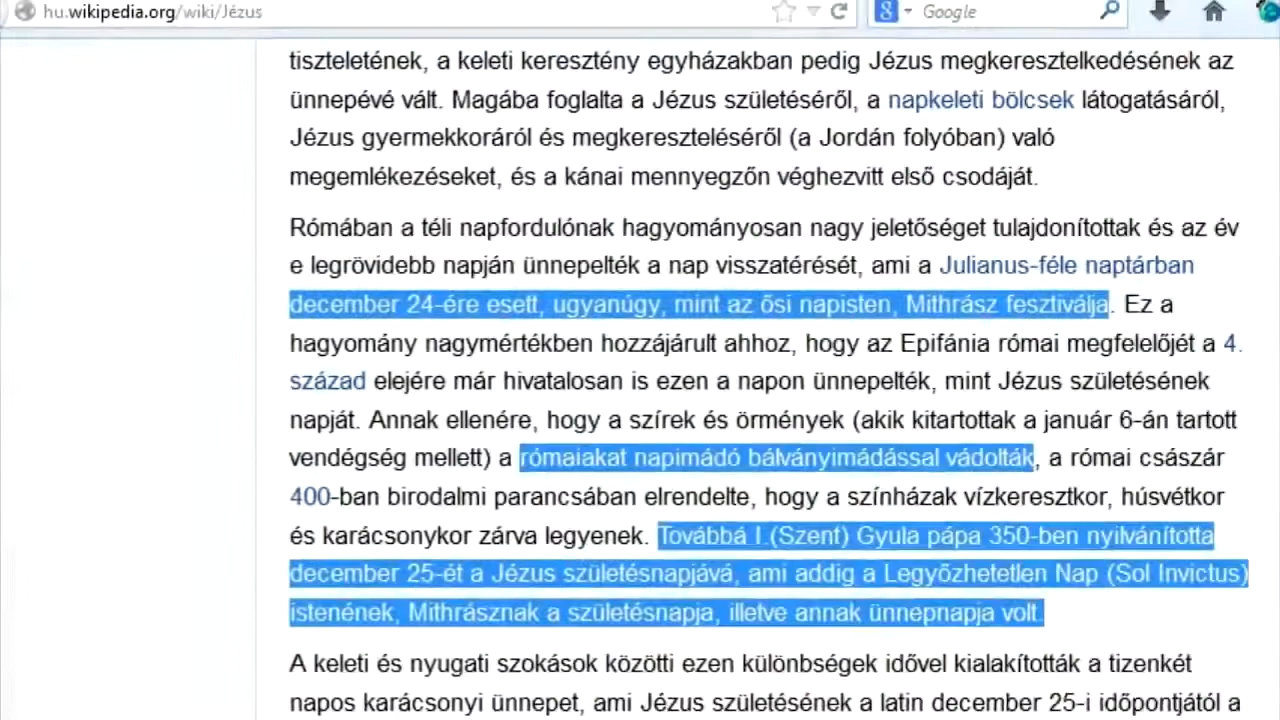 hu.wikipedia.org/wiki/Jézus
Google
tiszteletének, a keleti keresztény egyházakban pedig Jézus megkeresztelkedésének az
ünnepévé vált. Magába foglalta a Jézus születéséről, a napkeleti bölcsek látogatásáról,
Jézus gyermekkoráról és megkereszteléséről (a Jordán folyóban) való
megemlékezéseket, és a kánai mennyegzőn véghezvitt első csodáját.
Rómában a téli napfordulónak hagyományosan nagy jeletőséget tulajdonítottak és az év
e legrövidebb napján ünnepelték a nap visszatérését, ami a Julianus-féle naptárban
december 24-ére esett, ugyanúgy, mint az ősi napisten, Mithrász fesztiválja. Ez a
hagyomány nagymértékben hozzájárult ahhoz, hogy az Epifánia római megfelelőjét a 4.
század elejére már hivatalosan is ezen a napon ünnepelték, mint Jézus születésének
napját. Annak ellenére, hogy a szírek és örmények (akik kitartottak a január 6-án tartott
vendégség mellett) a rómaiakat napimádó bálványimádással vádolták, a római császár
400-ban birodalmi parancsában elrendelte, hogy a színházak vízkeresztkor, húsvétkor
és karácsonykor zárva legyenek. Továbbá I.(Szent) Gyula pápa 350-ben nyilvánította
december 25-ét a Jézus születésnapjává, ami addig a Legyőzhetetlen Nap (Sol Invictus)
istenének, Mithrásznak a születésnapja, illetve annak ünnepnapja volt.
A keleti és nyugati szokások közötti ezen különbségek idővel kialakították a tizenkét
napos karácsonyi ünnepet, ami Jézus születésének a latin december 25-i időpontjától a